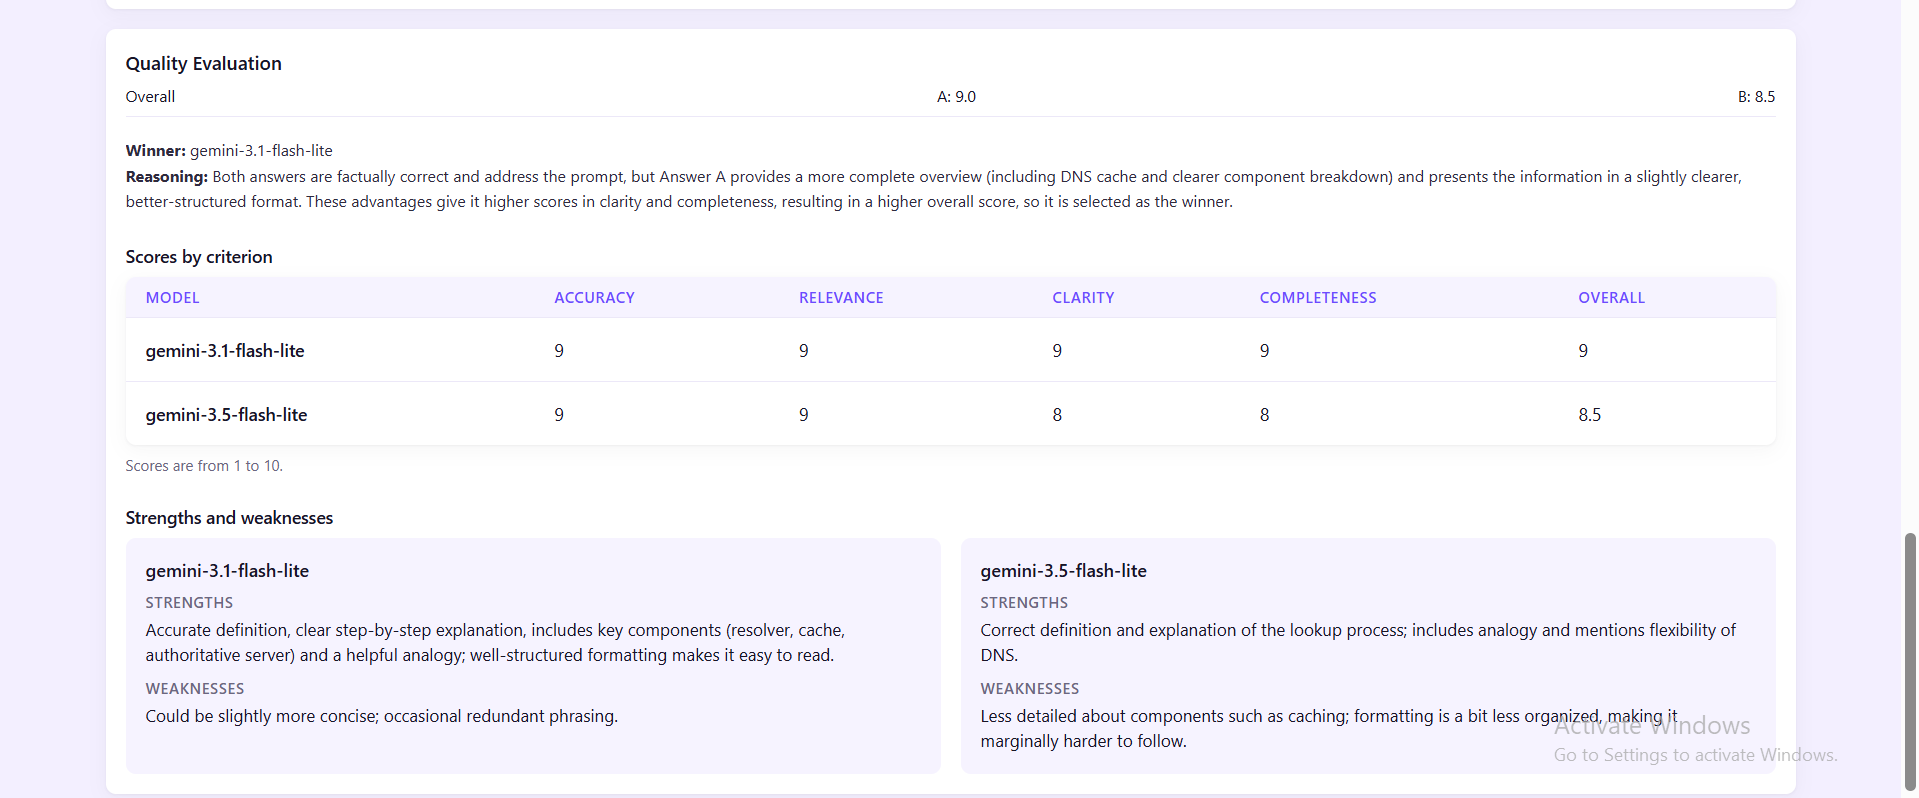 Quality Evaluation
Overall A: 9.0 B: 8.5
Winner: gemini-3.1-flash-lite
Reasoning: Both answers are factually correct and address the prompt, but Answer A provides a more complete overview (including DNS cache and clearer component breakdown) and presents the information in a slightly clearer,
better-structured format. These advantages give it higher scores in clarity and completeness, resulting in a higher overall score, so it is selected as the winner.
Scores by criterion
MODEL ACCURACY RELEVANCE CLARITY COMPLETENESS OVERALL
gemini-3.1-flash-lite 9 9 9 9 9
gemini-3.5-flash-lite 9 9 8 8 8.5
Scores are from 1 to 10.
Strengths and weaknesses
gemini-3.1-flash-lite
STRENGTHS
Accurate definition, clear step-by-step explanation, includes key components (resolver, cache,
authoritative server) and a helpful analogy; well-structured formatting makes it easy to read.
WEAKNESSES
Could be slightly more concise; occasional redundant phrasing.
gemini-3.5-flash-lite
STRENGTHS
Correct definition and explanation of the lookup process; includes analogy and mentions flexibility of
DNS.
WEAKNESSES
Less detailed about components such as caching; formatting is a bit less organized, making it
marginally harder to follow.
Activate Windows
Go to Settings to activate Windows.